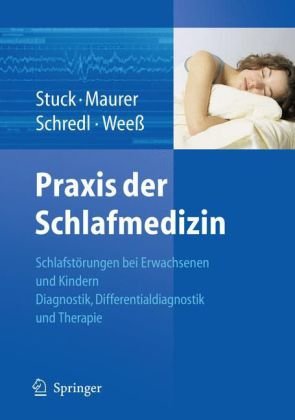 Stuck · Maurer
Schredl · Weeß
Praxis der
Schlafmedizin
Schlafstörungen bei Erwachsenen
und Kindern
Diagnostik, Differentialdiagnostik
und Therapie
Springer